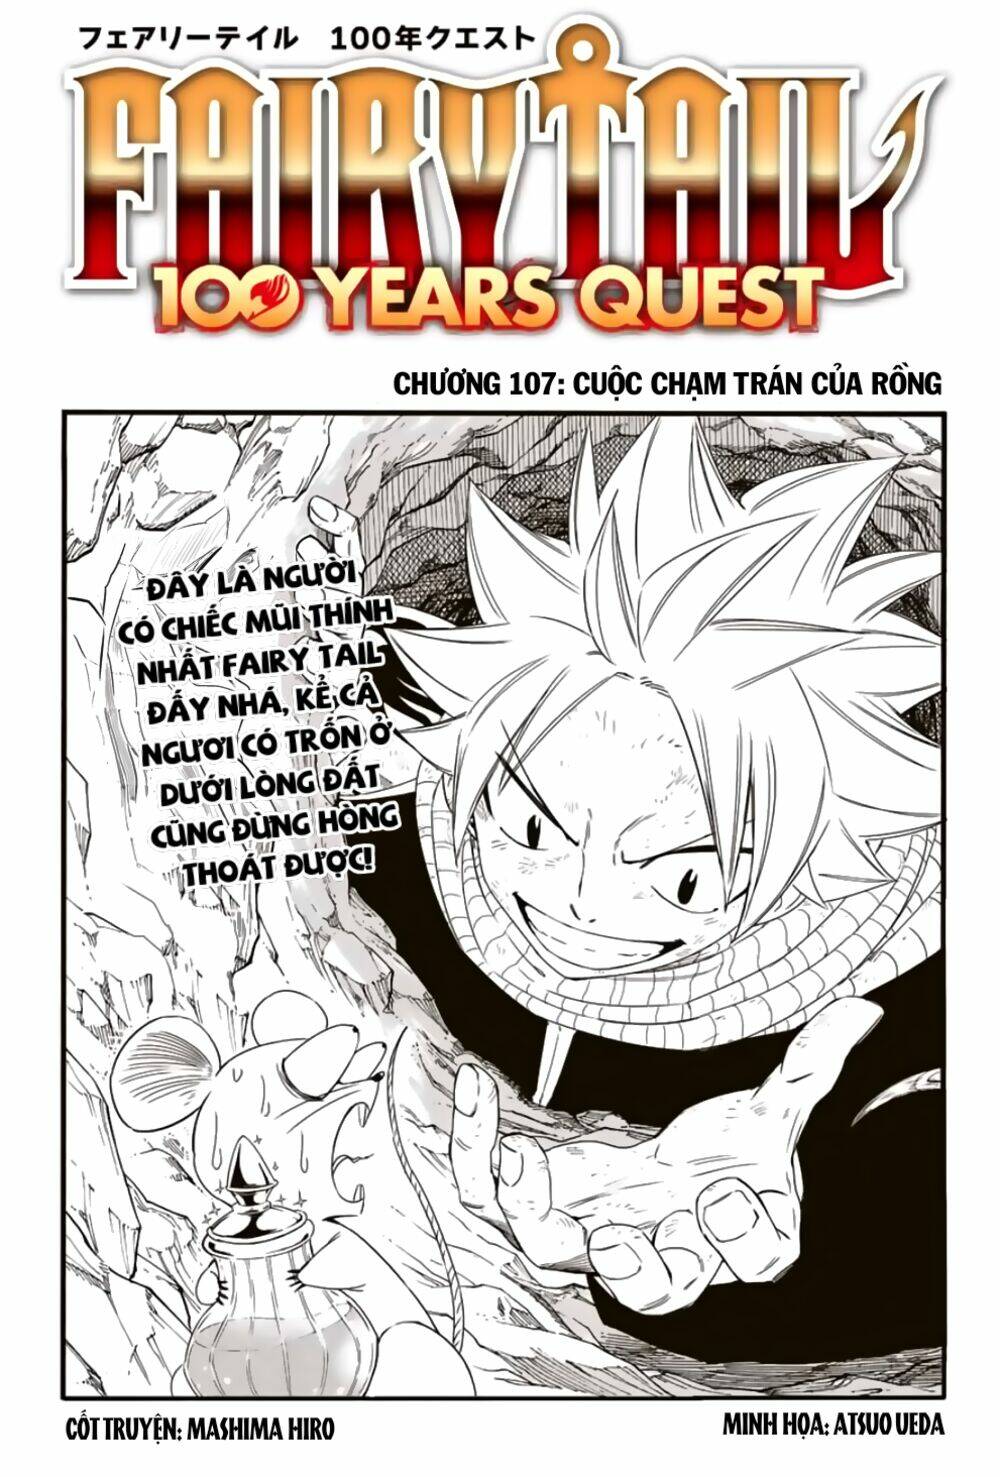 フェアリーテイル 100年クエスト
FAIRY TAIL
100 YEARS QUEST
CHƯƠNG 107: CUỘC CHẠM TRÁN CỦA RỒNG
ĐÂY LÀ NGƯỜI
CÓ CHIẾC MŨI THÍNH
NHẤT FAIRY TAIL
ĐẤY NHÁ, KỂ CẢ
NGƯƠI CÓ TRỐN Ở
DƯỚI LÒNG ĐẤT
CŨNG ĐỪNG HÒNG
THOÁT ĐƯỢC!
CỐT TRUYỆN: MASHIMA HIRO
MINH HỌA: ATSUO UEDA